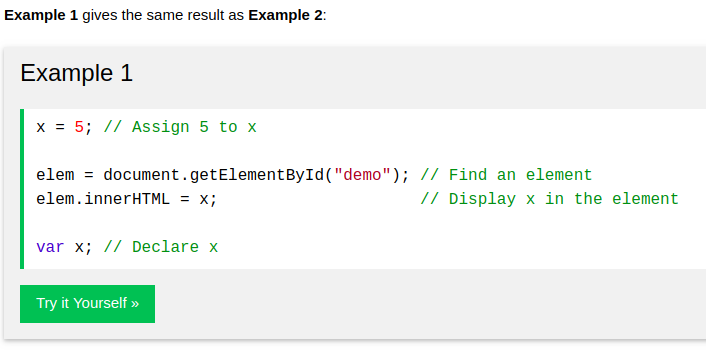 Example 1 gives the same result as Example 2:
Example 1
x = 5; // Assign 5 to x
elem = document.getElementById("demo"); // Find an element
elem.innerHTML = x;                     // Display x in the element
var x; // Declare x
Try it Yourself »